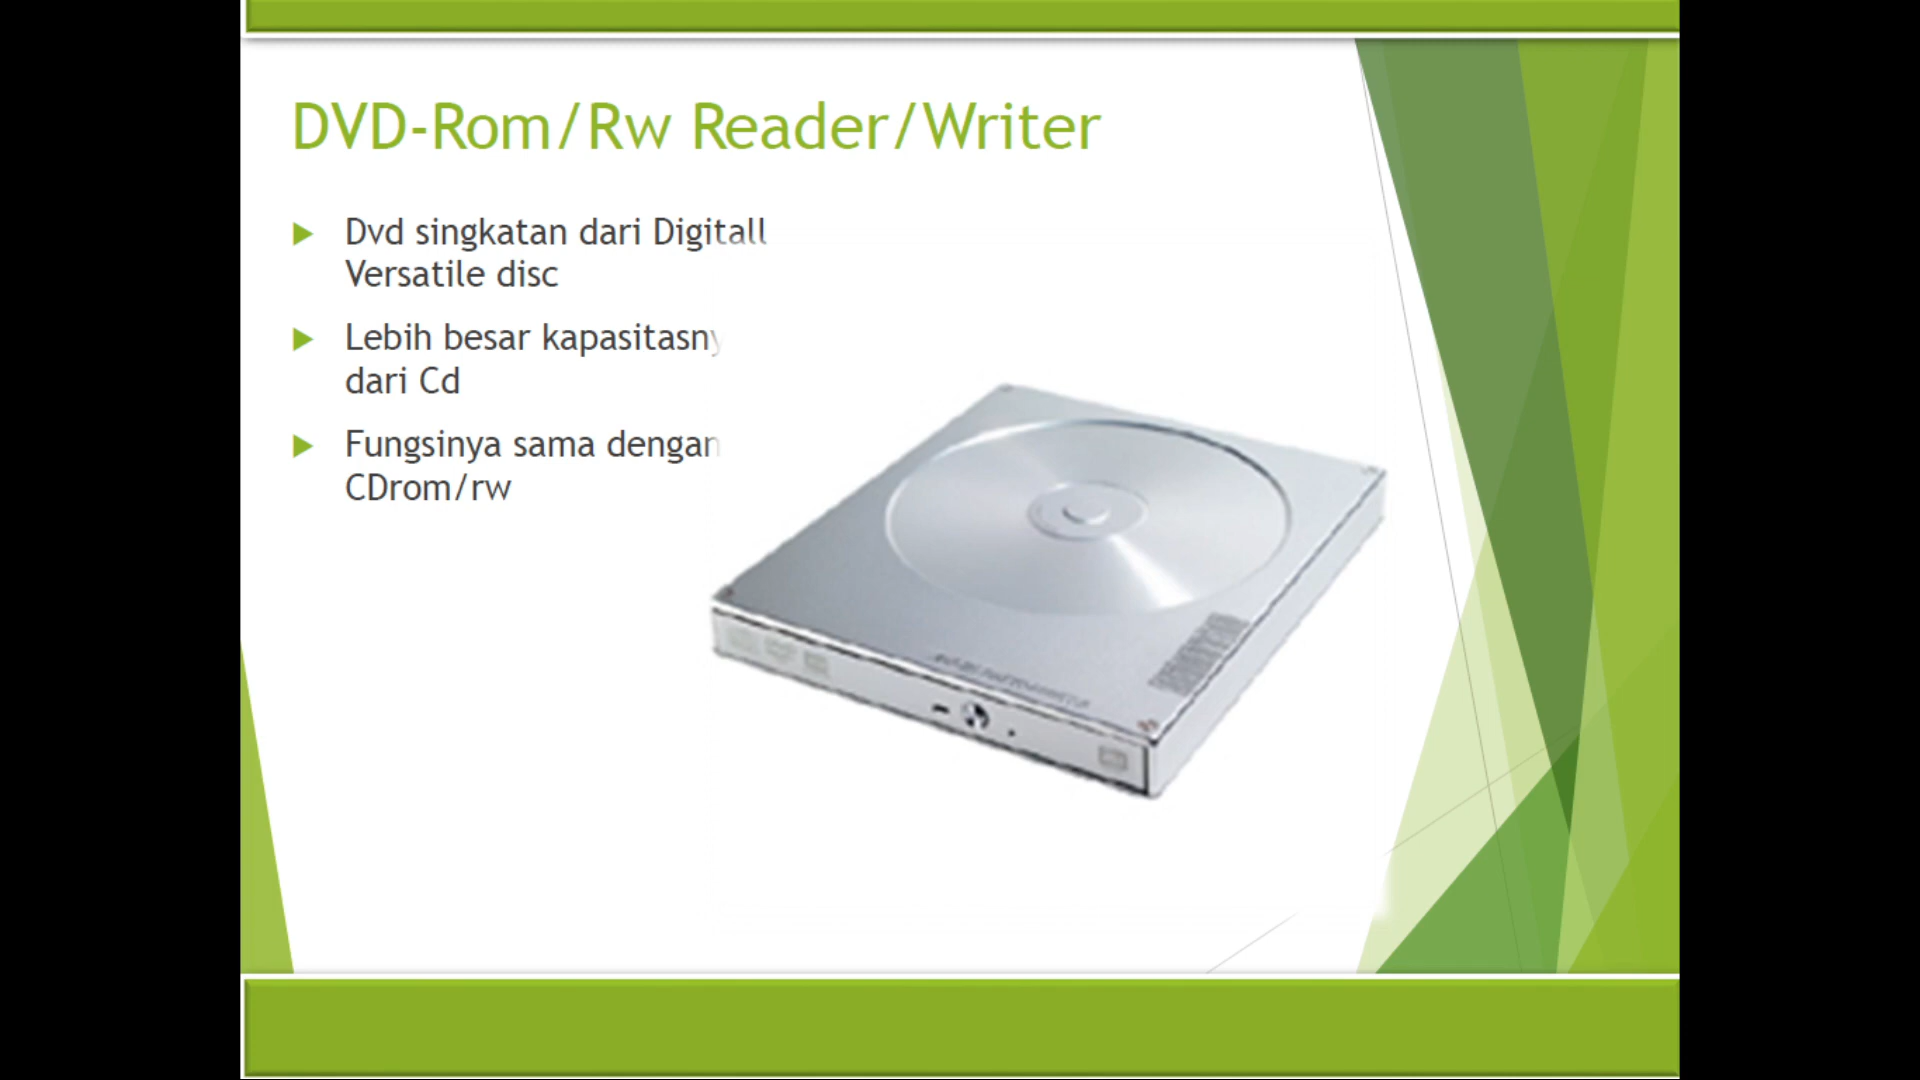 DVD-Rom/Rw Reader/Writer
Dvd singkatan dari Digitall
Versatile disc
Lebih besar kapasitasny
dari Cd
Fungsinya sama dengan
CDrom/rw